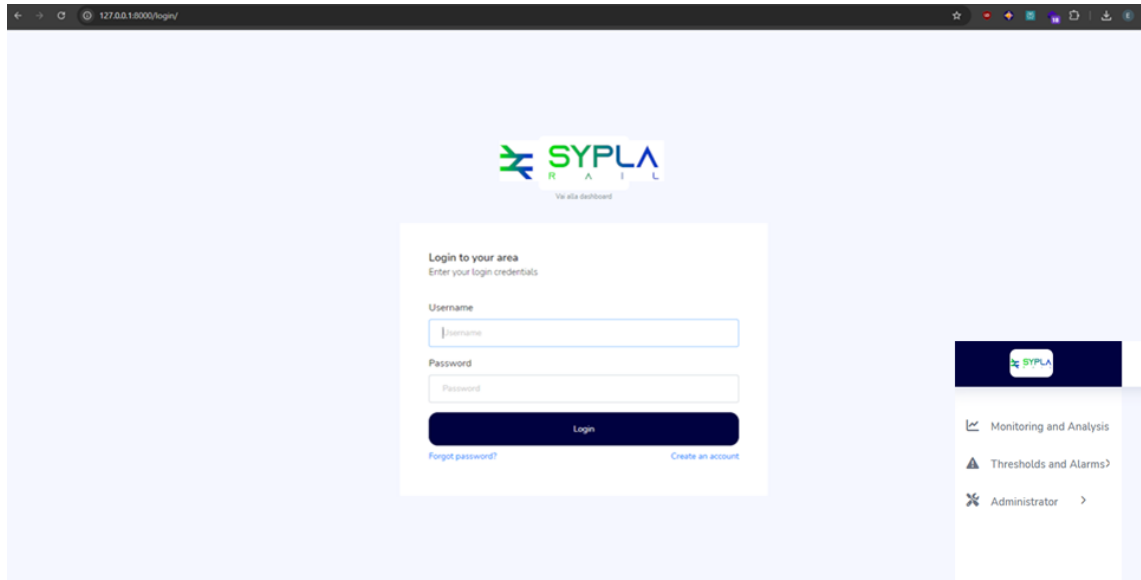 127.0.0.1:8000/login/
SYPLA
RAIL
Vai alla dashboard
Login to your area
Enter your login credentials
Username
Username
Password
Password
Login
Forgot password? Create an account
SYPLA
Monitoring and Analysis
Thresholds and Alarms
Administrator